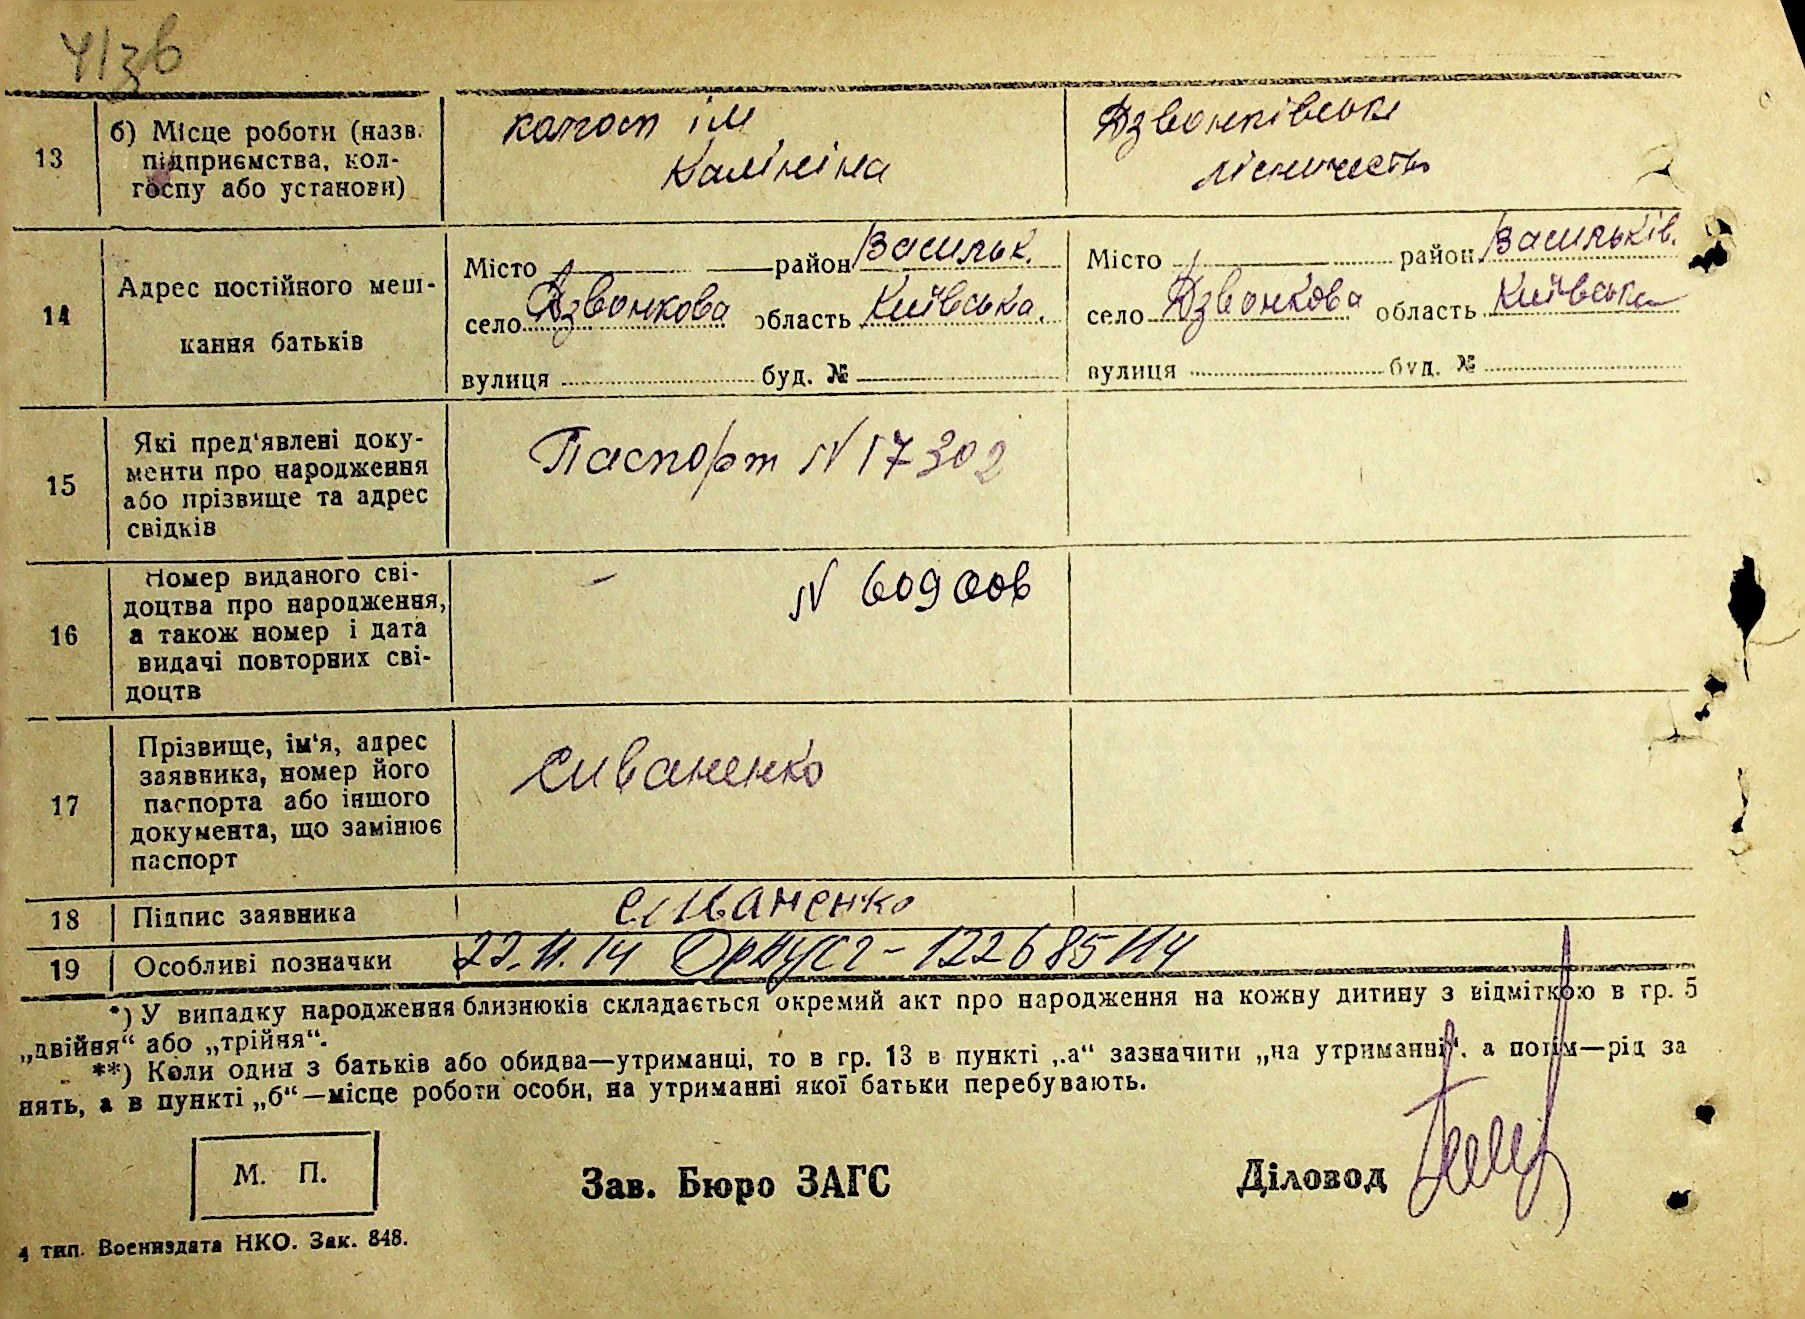 13
б) Місце роботи (назв.
підприємства, кол-
госпу або установи)
колгосп ім
Калініна
Дзвонківське
лісничеств
14
Адрес постійного меш-
кання батьків
Місто район Васильк.
село Дзвонкова область Київська.
вулиця буд. №
Місто район Васильків.
село Дзвонкова область Київська
вулиця буд. №
15
Які пред'явлені доку-
менти про народження
або прізвище та адрес
свідків
Паспорт N 17302
16
Номер виданого сві-
доцтва про народження,
а також номер і дата
видачі повторних сві-
доцтв
N 609006
17
Прізвище, ім'я, адрес
заявника, номер його
паспорта або іншого
документа, що замінює
паспорт
Сиваненко
18 Підпис заявника Сиваненко
19 Особливі позначки 22.11.14
*) У випадку народження близнюків складається окремий акт про народження на кожну дитину з відміткою в гр. 5
„двійня“ або „трійня“.
**) Коли один з батьків або обидва—утриманці, то в гр. 13 в пункті „а“ зазначити „на утриманні“, а потім—рід за
нять, а в пункті „б“—місце роботи особи, на утриманні якої батьки перебувають.
М. П.
Зав. Бюро ЗАГС
Діловод
4 тип. Воениздата НКО. Зак. 848.